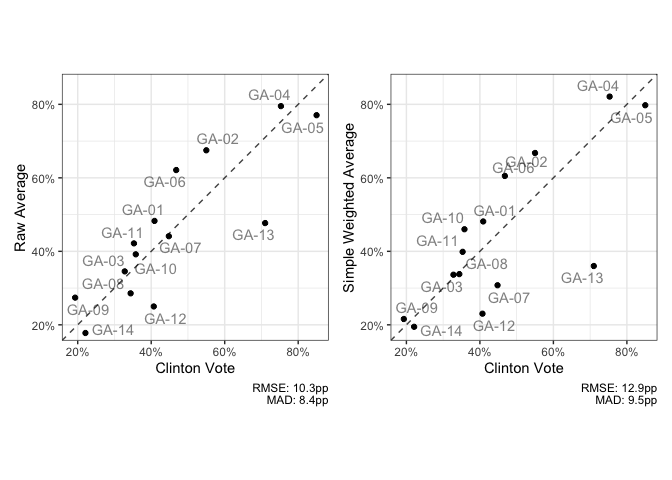 Raw Average
80%
60%
40%
20%
GA-04
GA-05
GA-02
GA-06
GA-01
GA-13
GA-11
GA-07
GA-03
GA-10
GA-08
GA-09
GA-12
GA-14
20%
40%
60%
80%
Clinton Vote
RMSE: 10.3pp
MAD: 8.4pp
Simple Weighted Average
80%
60%
40%
20%
GA-04
GA-05
GA-02
GA-06
GA-10
GA-01
GA-11
GA-08
GA-13
GA-03
GA-07
GA-09
GA-12
GA-14
20%
40%
60%
80%
Clinton Vote
RMSE: 12.9pp
MAD: 9.5pp